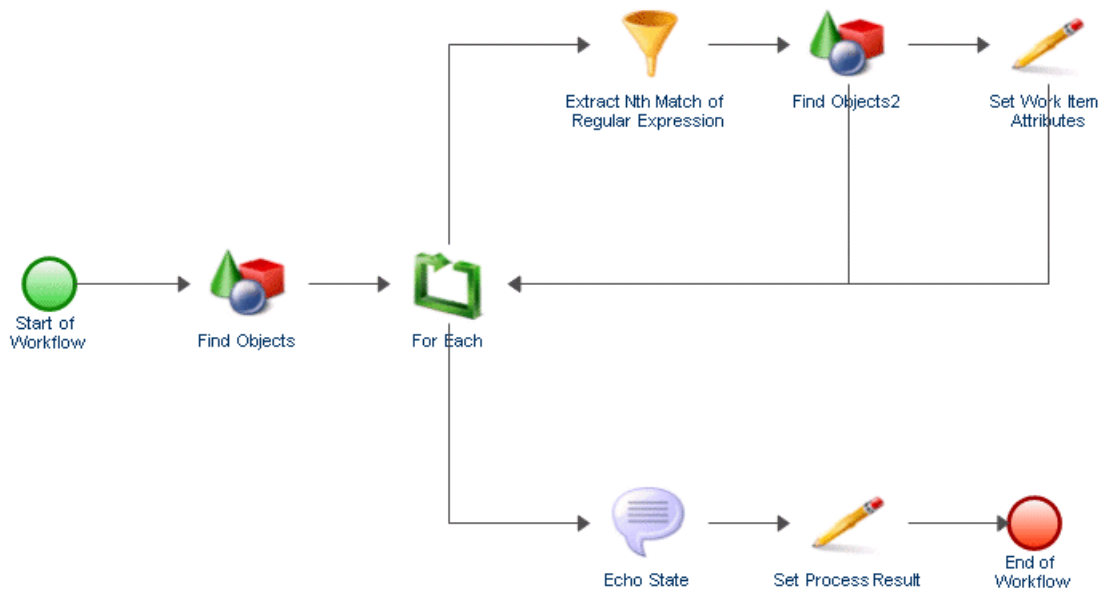 Extract Nth Match of
Regular Expression
Find Objects2
Set Work Item
Attributes
Start of
Workflow
Find Objects
For Each
Echo State
Set Process Result
End of
Workflow